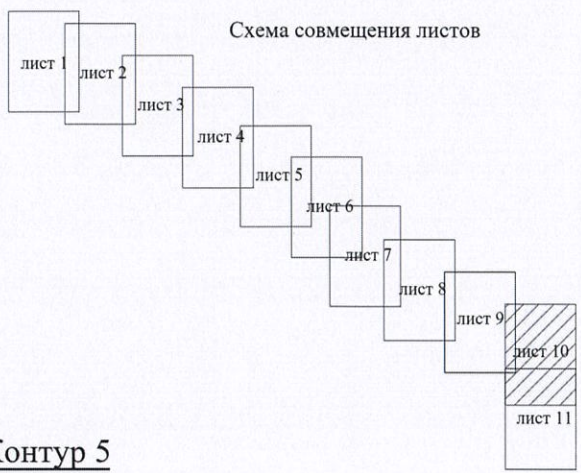 Схема совмещения листов
лист 1
лист 2
лист 3
лист 4
лист 5
лист 6
лист 7
лист 8
лист 9
лист 10
лист 11
Контур 5